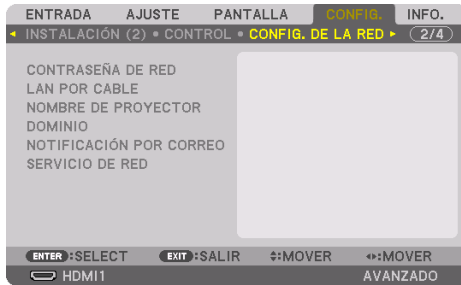 ENTRADA AJUSTE PANTALLA CONFIG. INFO.
INSTALACIÓN (2) • CONTROL • CONFIG. DE LA RED 2/4
CONTRASEÑA DE RED
LAN POR CABLE
NOMBRE DE PROYECTOR
DOMINIO
NOTIFICACIÓN POR CORREO
SERVICIO DE RED
ENTER :SELECT EXIT :SALIR :MOVER :MOVER
HDMI1 AVANZADO